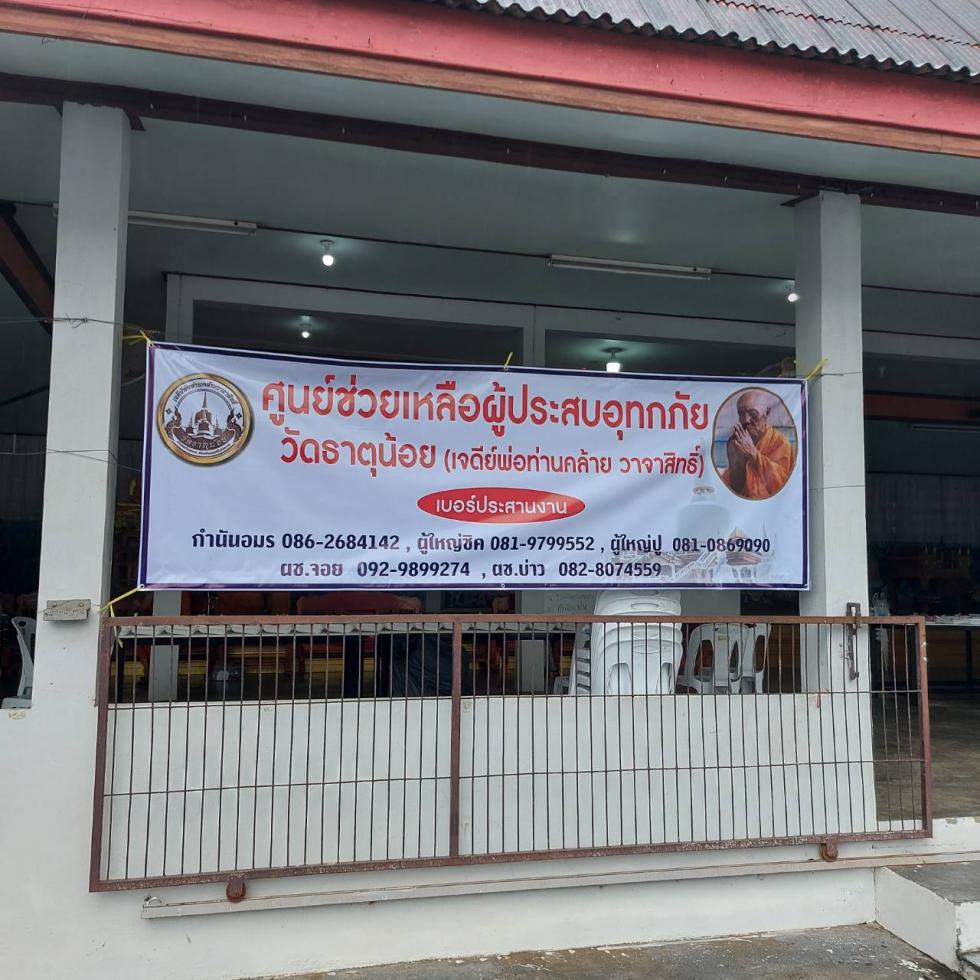 ศูนย์ช่วยเหลือผู้ประสบอุทกภัย
วัดธาตุน้อย (เจดีย์พ่อท่านคล้าย วาจาสิทธิ์)
เบอร์ประสานงาน
กำนันอมร 086-2684142 , ผู้ใหญ่ชิค 081-9799552 , ผู้ใหญ่ปู 081-0869090
ผช.จอย 092-9899274 , ผช.บ่าว 082-8074559